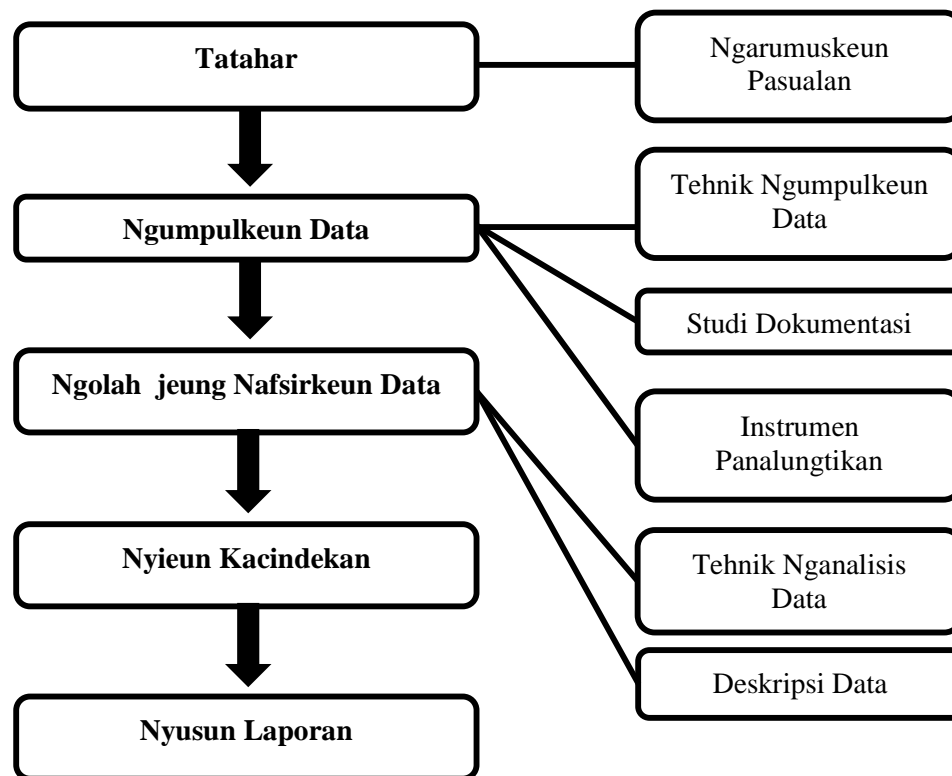 Tatahar
Ngarumuskeun
Pasualan
Ngumpulkeun Data
Tehnik Ngumpulkeun
Data
Studi Dokumentasi
Instrumen
Panalungtikan
Ngolah jeung Nafsirkeun Data
Tehnik Nganalisis
Data
Deskripsi Data
Nyieun Kacindekan
Nyusun Laporan